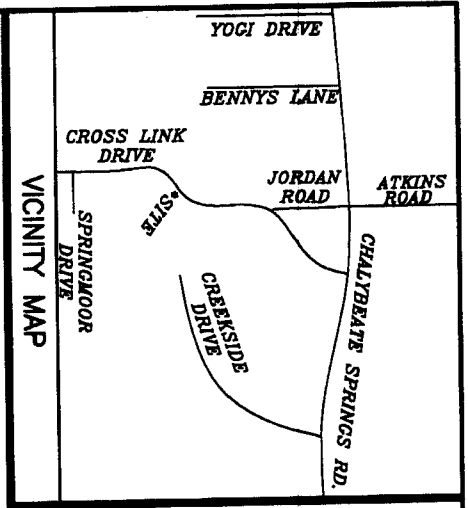 YOGI DRIVE
BENNYS LANE
CROSS LINK
DRIVE
JORDAN
ROAD
ATKINS
ROAD
SITE
SPRINGMOOR
DRIVE
CREEKSIDE
DRIVE
CHALYBEATE SPRINGS RD.
VICINITY MAP